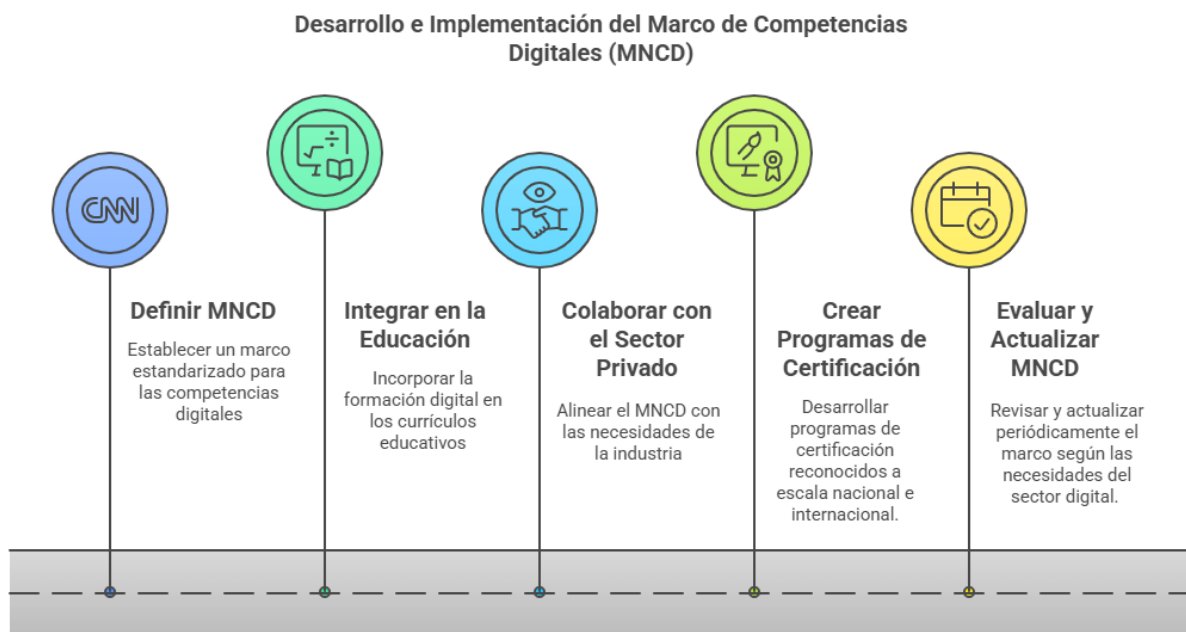 Desarrollo e Implementación del Marco de Competencias
Digitales (MNCD)
CNN
Definir MNCD
Establecer un marco
estandarizado para
las competencias
digitales
Integrar en la
Educación
Incorporar la
formación digital en
los currículos
educativos
Colaborar con
el Sector
Privado
Alinear el MNCD con
las necesidades de
la industria
Crear
Programas de
Certificación
Desarrollar
programas de
certificación
reconocidos a
escala nacional e
internacional.
Evaluar y
Actualizar
MNCD
Revisar y actualizar
periódicamente el
marco según las
necesidades del
sector digital.